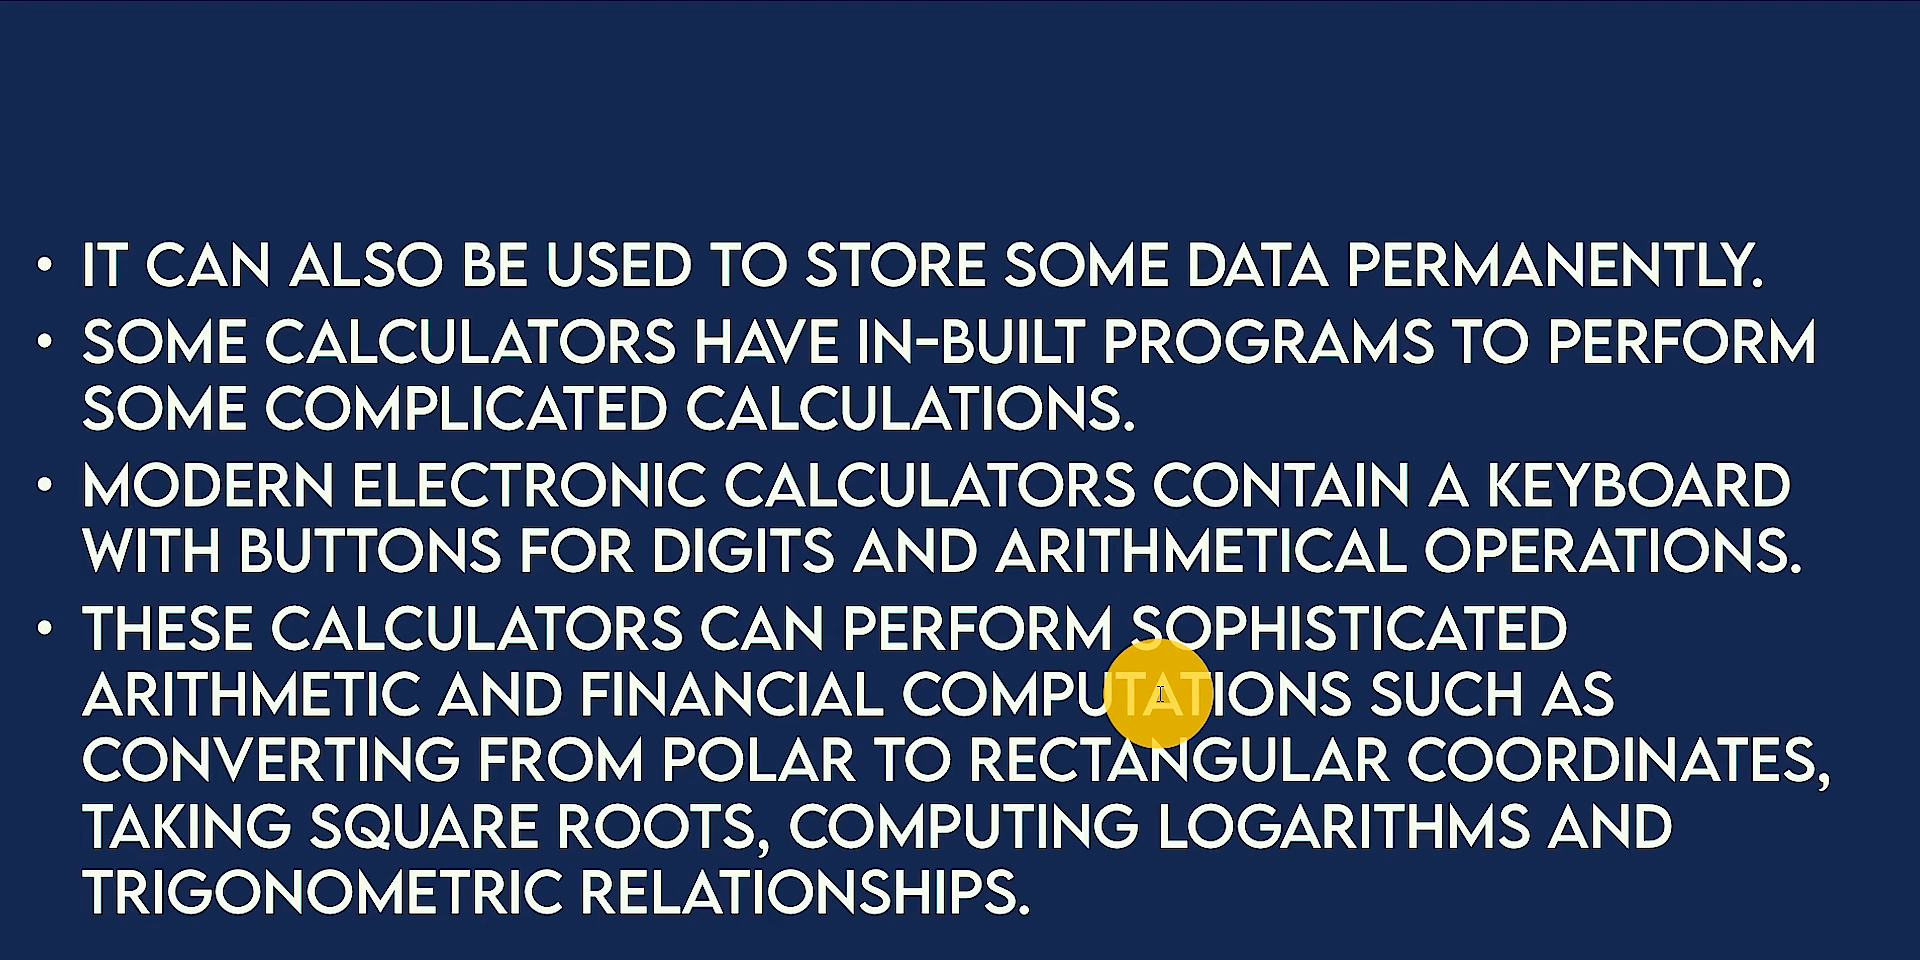 • IT CAN ALSO BE USED TO STORE SOME DATA PERMANENTLY.
• SOME CALCULATORS HAVE IN-BUILT PROGRAMS TO PERFORM
SOME COMPLICATED CALCULATIONS.
• MODERN ELECTRONIC CALCULATORS CONTAIN A KEYBOARD
WITH BUTTONS FOR DIGITS AND ARITHMETICAL OPERATIONS.
• THESE CALCULATORS CAN PERFORM SOPHISTICATED
ARITHMETIC AND FINANCIAL COMPUTATIONS SUCH AS
CONVERTING FROM POLAR TO RECTANGULAR COORDINATES,
TAKING SQUARE ROOTS, COMPUTING LOGARITHMS AND
TRIGONOMETRIC RELATIONSHIPS.